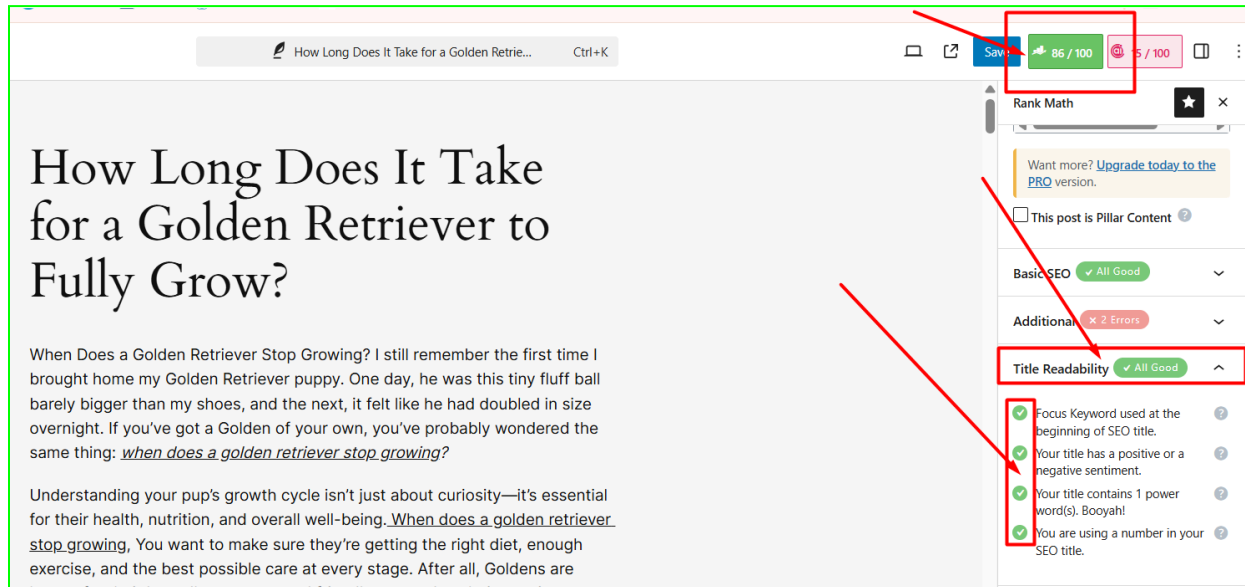 How Long Does It Take for a Golden Retrie... Ctrl+K
Save
86 / 100
15 / 100
Rank Math
Want more? Upgrade today to the
PRO version.
This post is Pillar Content
Basic SEO All Good
Additional × 2 Errors
Title Readability All Good
Focus Keyword used at the
beginning of SEO title.
Your title has a positive or a
negative sentiment.
Your title contains 1 power
word(s). Booyah!
You are using a number in your
SEO title.
How Long Does It Take
for a Golden Retriever to
Fully Grow?
When Does a Golden Retriever Stop Growing? I still remember the first time I
brought home my Golden Retriever puppy. One day, he was this tiny fluff ball
barely bigger than my shoes, and the next, it felt like he had doubled in size
overnight. If you’ve got a Golden of your own, you’ve probably wondered the
same thing: when does a golden retriever stop growing?
Understanding your pup’s growth cycle isn’t just about curiosity—it’s essential
for their health, nutrition, and overall well-being. When does a golden retriever
stop growing, You want to make sure they’re getting the right diet, enough
exercise, and the best possible care at every stage. After all, Goldens are